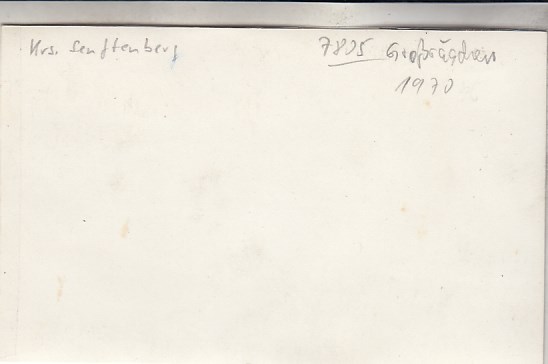 Krs. Senftenberg 7805 Großräschen
1970